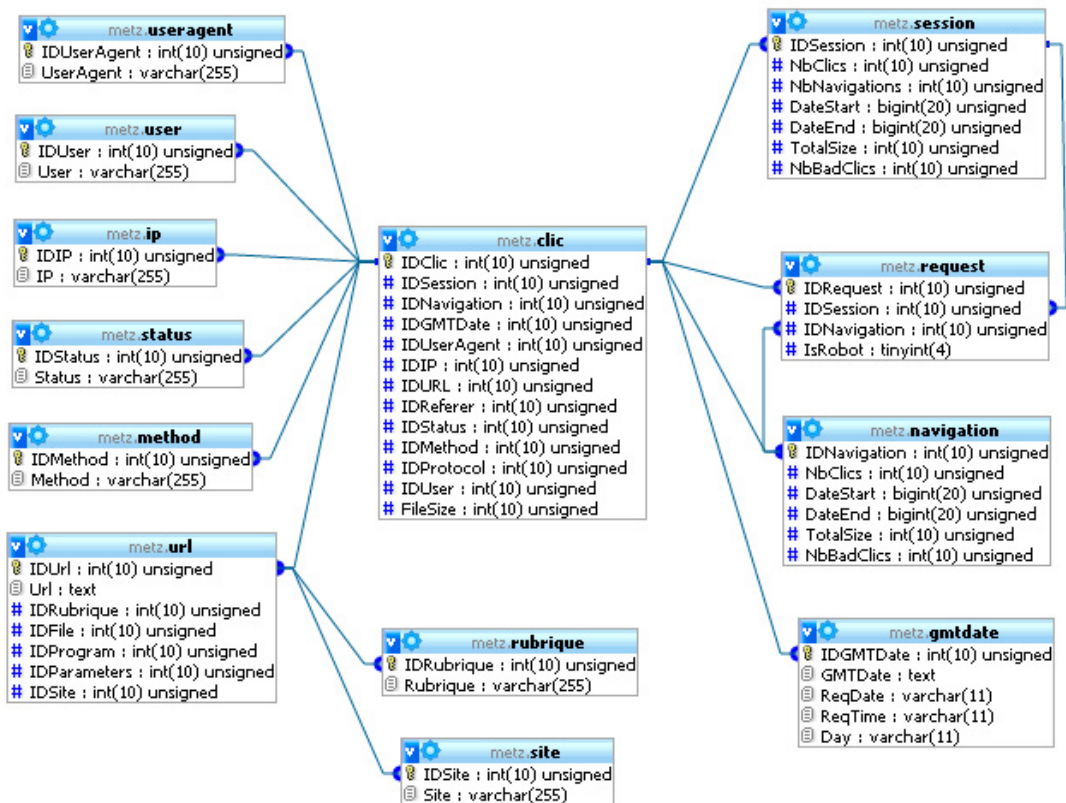 metz.useragent
IDUserAgent : int(10) unsigned
UserAgent : varchar(255)
metz.user
IDUser : int(10) unsigned
User : varchar(255)
metz.ip
IDIP : int(10) unsigned
IP : varchar(255)
metz.status
IDStatus : int(10) unsigned
Status : varchar(255)
metz.method
IDMethod : int(10) unsigned
Method : varchar(255)
metz.url
IDUrl : int(10) unsigned
Url : text
# IDRubrique : int(10) unsigned
# IDFile : int(10) unsigned
# IDProgram : int(10) unsigned
# IDParameters : int(10) unsigned
# IDSite : int(10) unsigned
metz.clic
IDClic : int(10) unsigned
# IDSession : int(10) unsigned
# IDNavigation : int(10) unsigned
# IDGMTDate : int(10) unsigned
# IDUserAgent : int(10) unsigned
# IDIP : int(10) unsigned
# IDURL : int(10) unsigned
# IDReferer : int(10) unsigned
# IDStatus : int(10) unsigned
# IDMethod : int(10) unsigned
# IDProtocol : int(10) unsigned
# IDUser : int(10) unsigned
# FileSize : int(10) unsigned
metz.rubrique
IDRubrique : int(10) unsigned
Rubrique : varchar(255)
metz.site
IDSite : int(10) unsigned
Site : varchar(255)
metz.session
IDSession : int(10) unsigned
# NbClics : int(10) unsigned
# NbNavigations : int(10) unsigned
# DateStart : bigint(20) unsigned
# DateEnd : bigint(20) unsigned
# TotalSize : int(10) unsigned
# NbBadClics : int(10) unsigned
metz.request
IDRequest : int(10) unsigned
# IDSession : int(10) unsigned
# IDNavigation : int(10) unsigned
# IsRobot : tinyint(4)
metz.navigation
IDNavigation : int(10) unsigned
# NbClics : int(10) unsigned
# DateStart : bigint(20) unsigned
# DateEnd : bigint(20) unsigned
# TotalSize : int(10) unsigned
# NbBadClics : int(10) unsigned
metz.gmtdate
IDGMTDate : int(10) unsigned
GMTDate : text
ReqDate : varchar(11)
ReqTime : varchar(11)
Day : varchar(11)